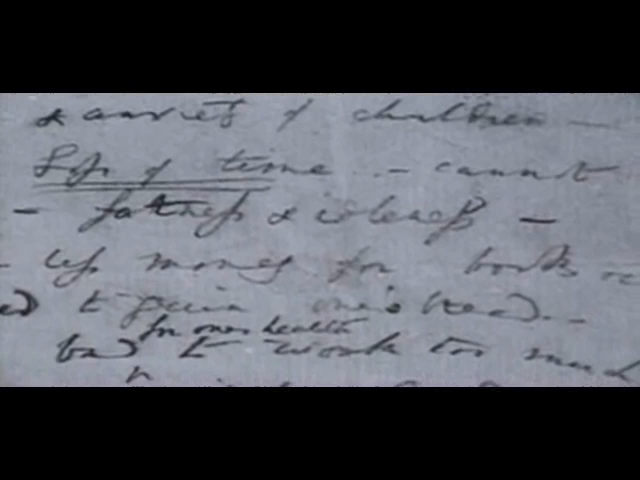 & anxiety of children —
Loss of time. — cannot
— fatness & idleness —
— less money for books
ed to gain one's bread. —
for ones health
bad to work too much